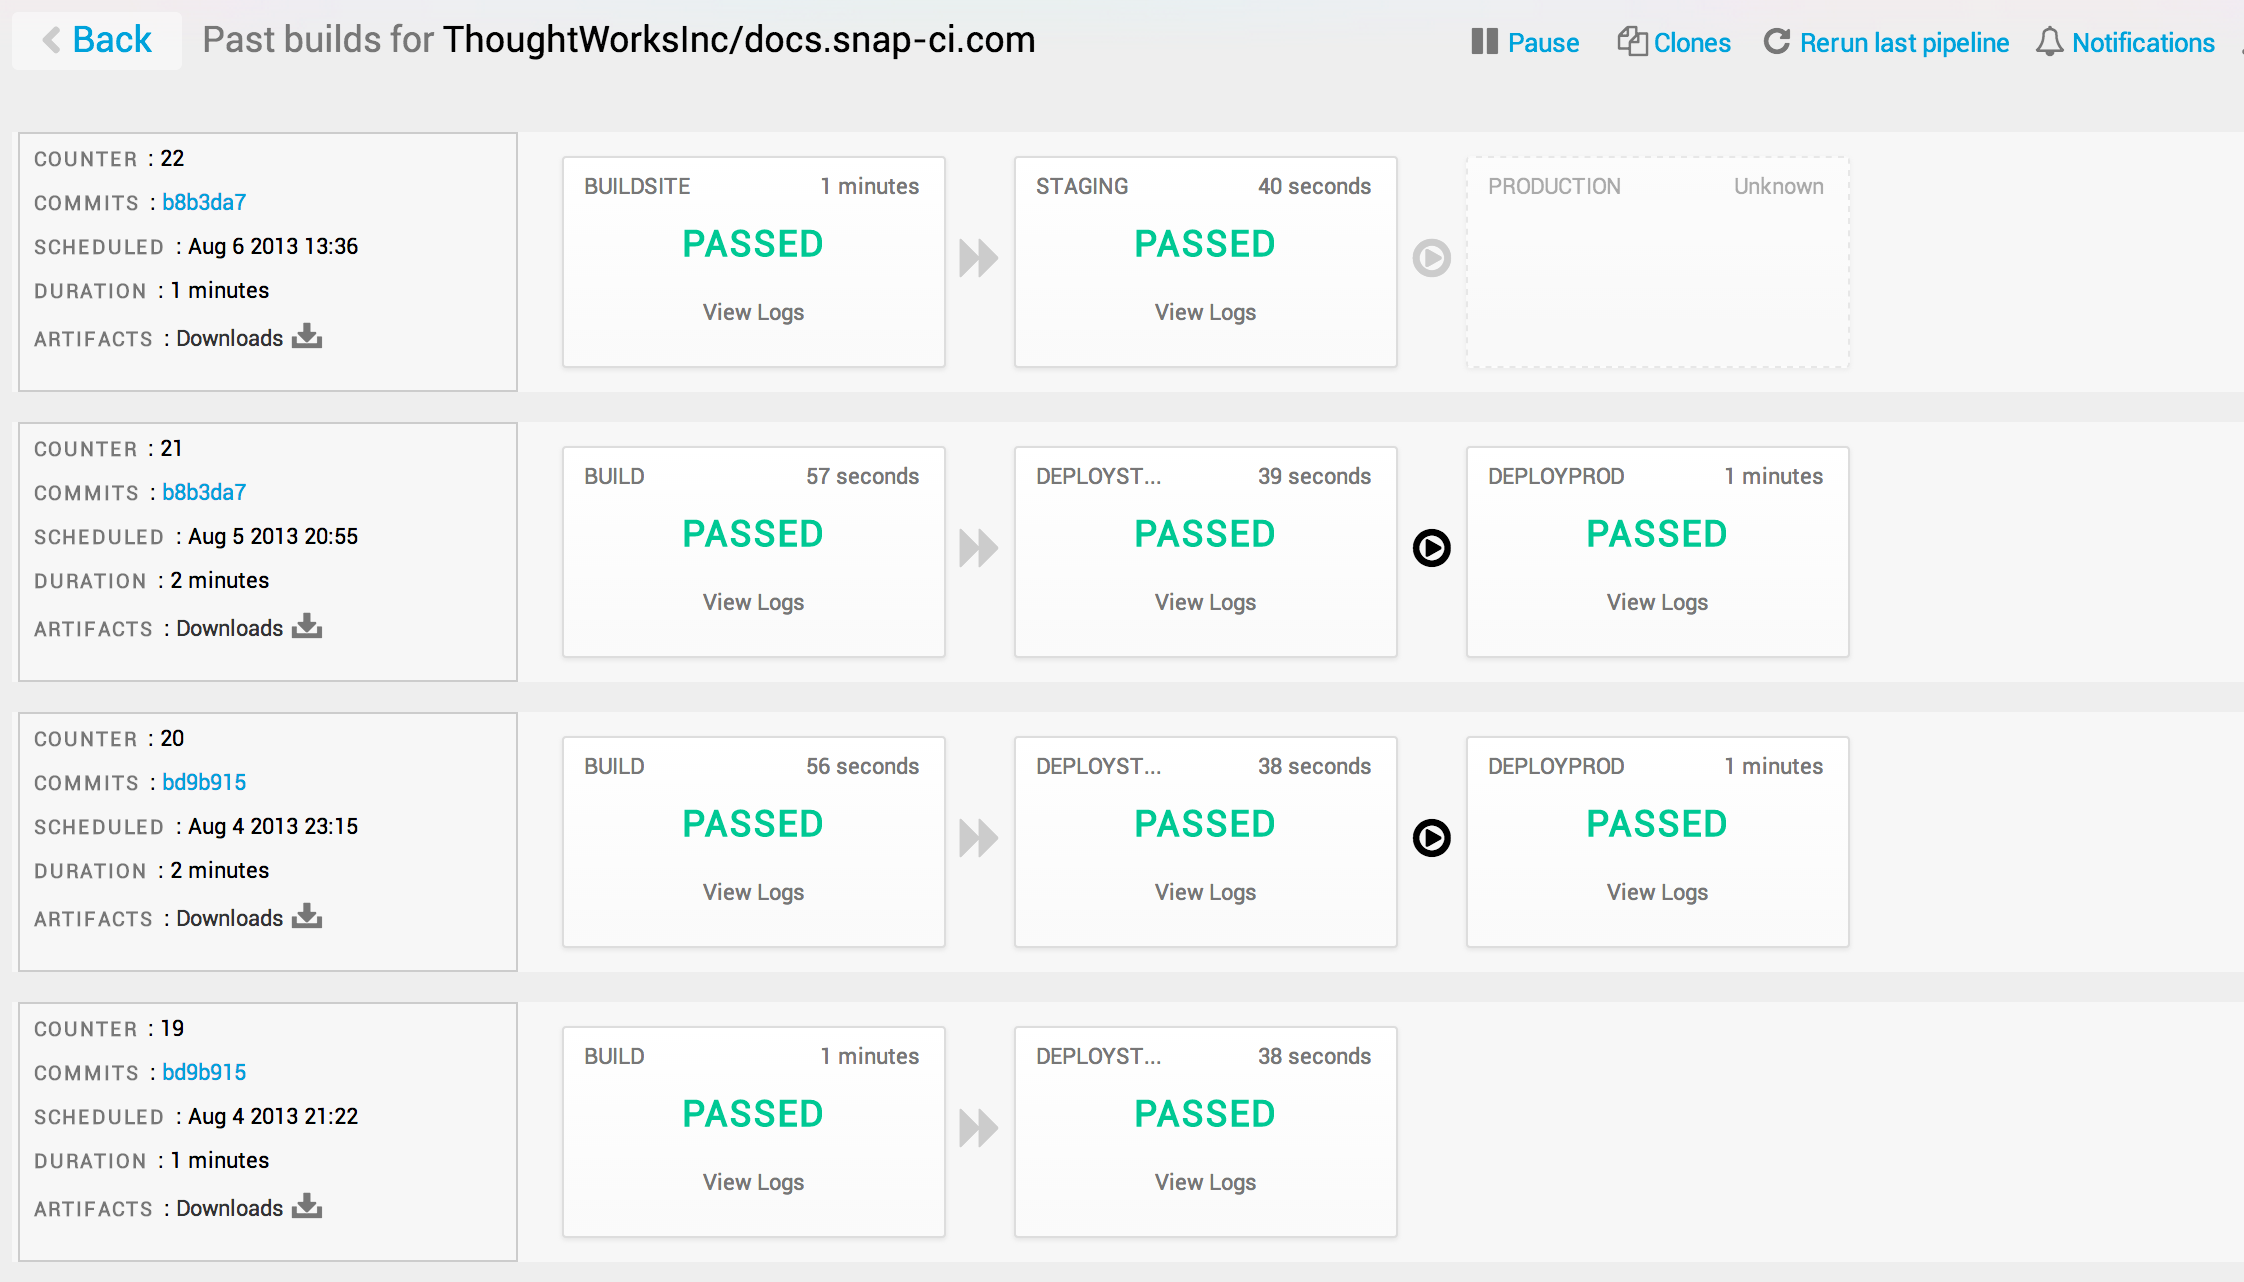 Back Past builds for ThoughtWorksInc/docs.snap-ci.com Pause Clones Rerun last pipeline Notifications
COUNTER : 22
COMMITS : b8b3da7
SCHEDULED : Aug 6 2013 13:36
DURATION : 1 minutes
ARTIFACTS : Downloads
BUILDSITE 1 minutes
PASSED
View Logs
STAGING 40 seconds
PASSED
View Logs
PRODUCTION Unknown
COUNTER : 21
COMMITS : b8b3da7
SCHEDULED : Aug 5 2013 20:55
DURATION : 2 minutes
ARTIFACTS : Downloads
BUILD 57 seconds
PASSED
View Logs
DEPLOYST... 39 seconds
PASSED
View Logs
DEPLOYPROD 1 minutes
PASSED
View Logs
COUNTER : 20
COMMITS : bd9b915
SCHEDULED : Aug 4 2013 23:15
DURATION : 2 minutes
ARTIFACTS : Downloads
BUILD 56 seconds
PASSED
View Logs
DEPLOYST... 38 seconds
PASSED
View Logs
DEPLOYPROD 1 minutes
PASSED
View Logs
COUNTER : 19
COMMITS : bd9b915
SCHEDULED : Aug 4 2013 21:22
DURATION : 1 minutes
ARTIFACTS : Downloads
BUILD 1 minutes
PASSED
View Logs
DEPLOYST... 38 seconds
PASSED
View Logs